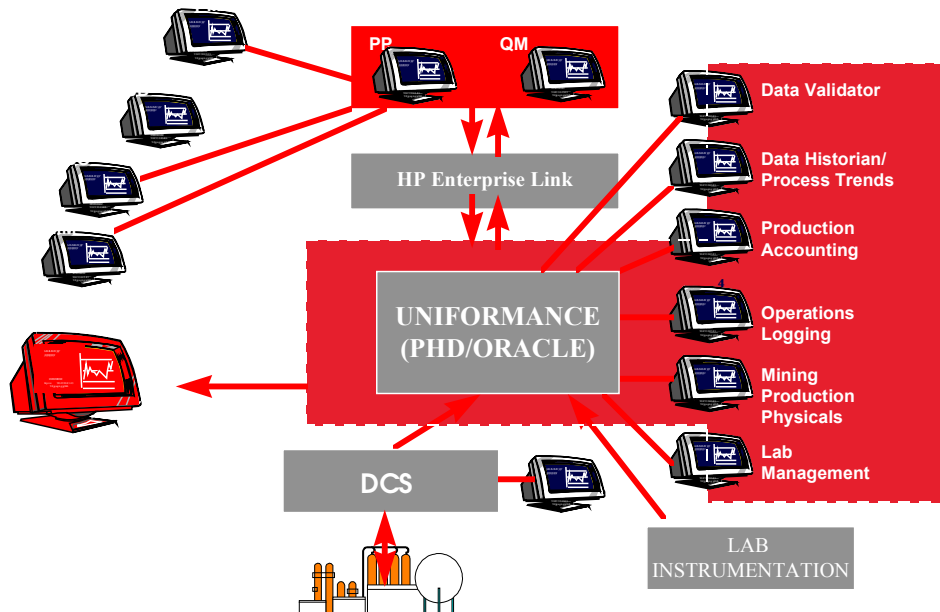 PP
QM
Data Validator
Data Historian/
Process Trends
HP Enterprise Link
Production
Accounting
4
UNIFORMANCE
(PHD/ORACLE)
Operations
Logging
Mining
Production
Physicals
Lab
Management
DCS
LAB
INSTRUMENTATION